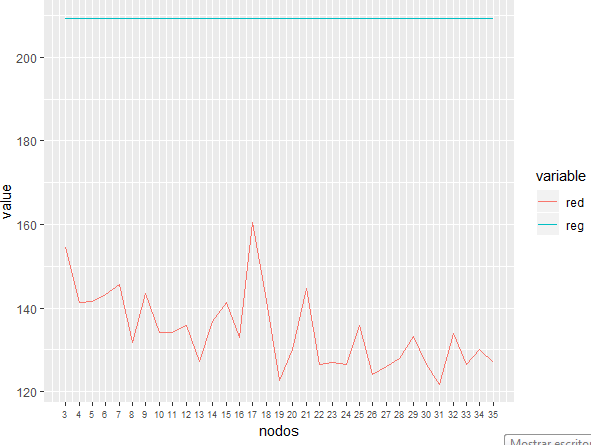 200
180
160
140
120
value
3 4 5 6 7 8 9 10 11 12 13 14 15 16 17 18 19 20 21 22 23 24 25 26 27 28 29 30 31 32 33 34 35
nodos
variable
red
reg
Mostrar escritor